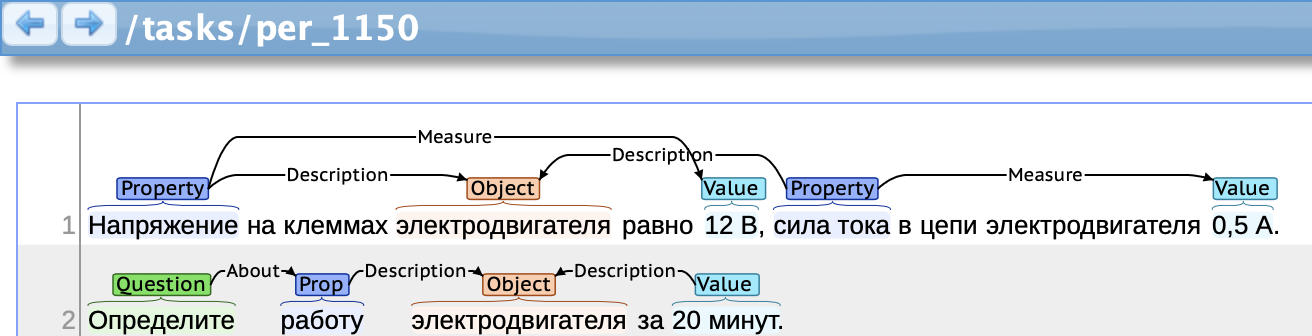 /tasks/per_1150
Measure
Description
Description
Property Object Value Property Measure Value
1 Напряжение на клеммах электродвигателя равно 12 В, сила тока в цепи электродвигателя 0,5 А.
Question About Prop Description Object Description Value
2 Определите работу электродвигателя за 20 минут.